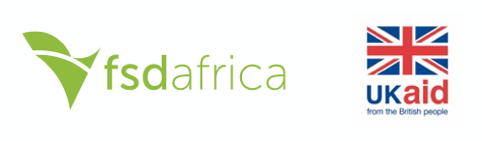 fsdafrica
UKaid
from the British people